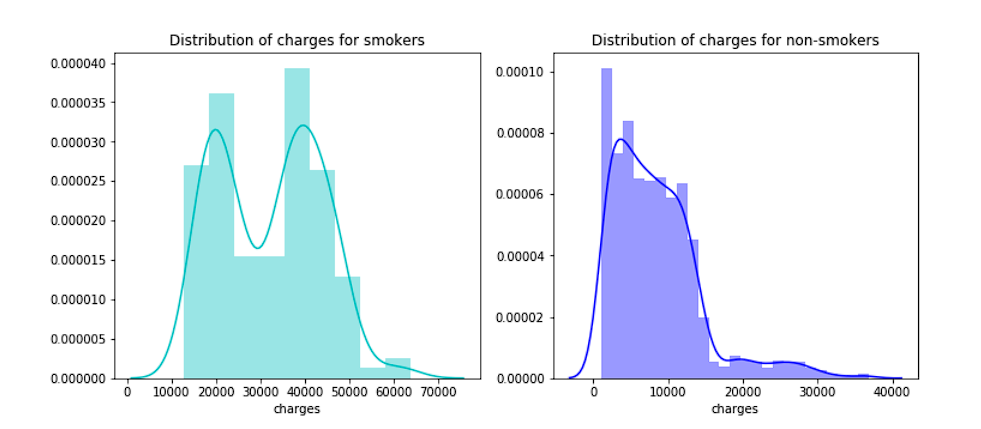 Distribution of charges for smokers
0.000040
0.000035
0.000030
0.000025
0.000020
0.000015
0.000010
0.000005
0.000000
0 10000 20000 30000 40000 50000 60000 70000
charges
Distribution of charges for non-smokers
0.00010
0.00008
0.00006
0.00004
0.00002
0.00000
0 10000 20000 30000 40000
charges